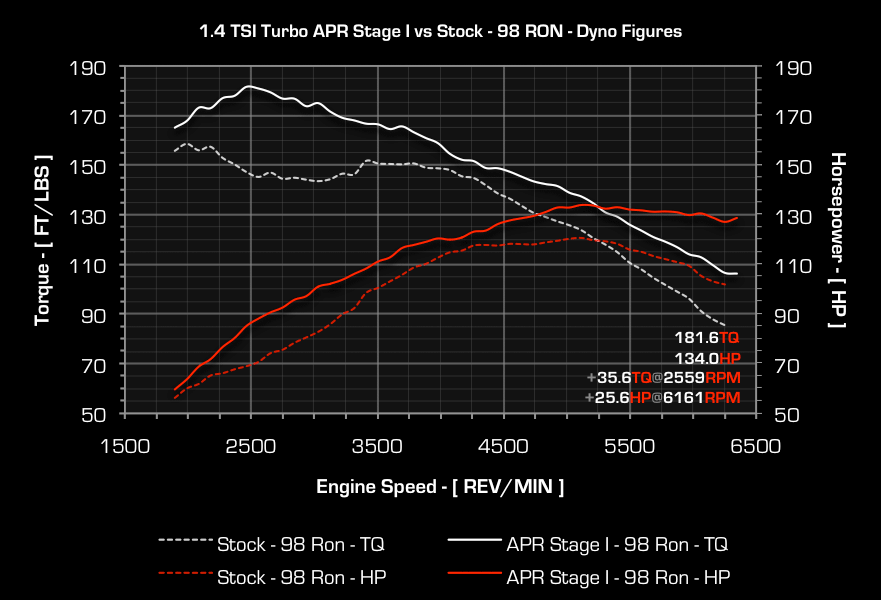 1.4 TSI Turbo APR Stage I vs Stock - 98 RON - Dyno Figures
190 190
170 170
150 150
130 130
110 110
90 90
70 70
50 50
Torque - [ FT/LBS ]
Horsepower - [ HP ]
181.6TQ
134.0HP
+35.6TQ@2559RPM
+25.6HP@6161RPM
1500 2500 3500 4500 5500 6500
Engine Speed - [ REV/MIN ]
Stock - 98 Ron - TQ APR Stage I - 98 Ron - TQ
Stock - 98 Ron - HP APR Stage I - 98 Ron - HP